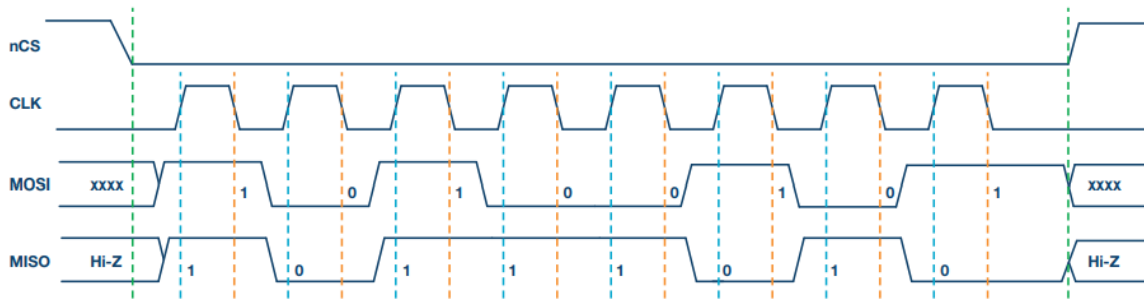 nCS
CLK
MOSI xxxx 1 0 1 0 0 1 0 1 xxxx
MISO Hi-Z 1 0 1 1 1 0 1 0 Hi-Z